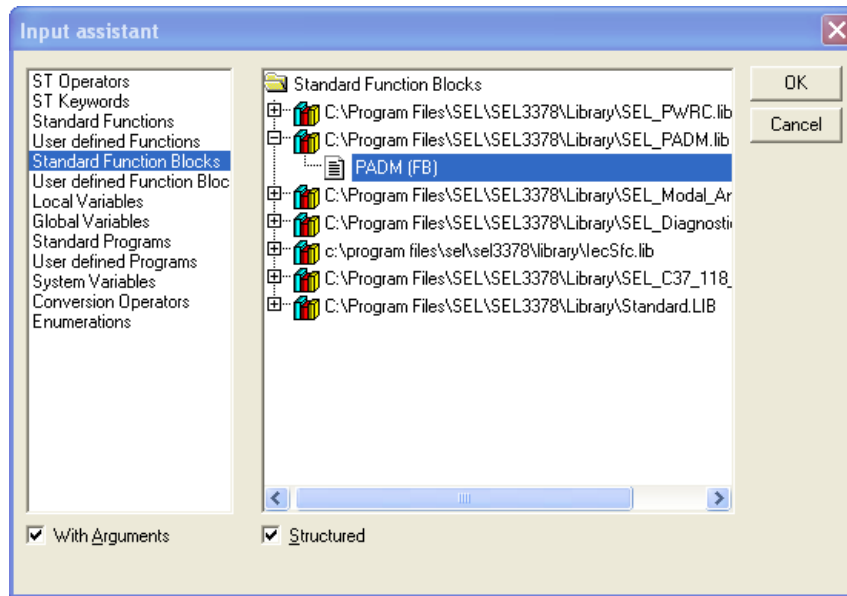 Input assistant
ST Operators
ST Keywords
Standard Functions
User defined Functions
Standard Function Blocks
User defined Function Bloc
Local Variables
Global Variables
Standard Programs
User defined Programs
System Variables
Conversion Operators
Enumerations
With Arguments
Standard Function Blocks
C:\Program Files\SEL\SEL3378\Library\SEL_PWRC.lib
C:\Program Files\SEL\SEL3378\Library\SEL_PADM.lib
PADM (FB)
C:\Program Files\SEL\SEL3378\Library\SEL_Modal_Ar
C:\Program Files\SEL\SEL3378\Library\SEL_Diagnosti
c:\program files\sel\sel3378\library\IecSfc.lib
C:\Program Files\SEL\SEL3378\Library\SEL_C37_118_
C:\Program Files\SEL\SEL3378\Library\Standard.LIB
Structured
OK
Cancel